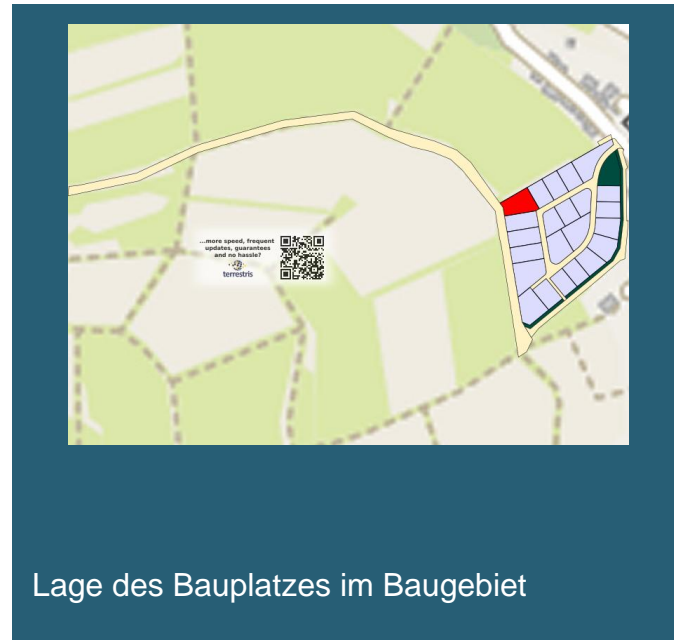 ...more speed, frequent
updates, guarantees
and no hassle?
terrestris
Lage des Bauplatzes im Baugebiet